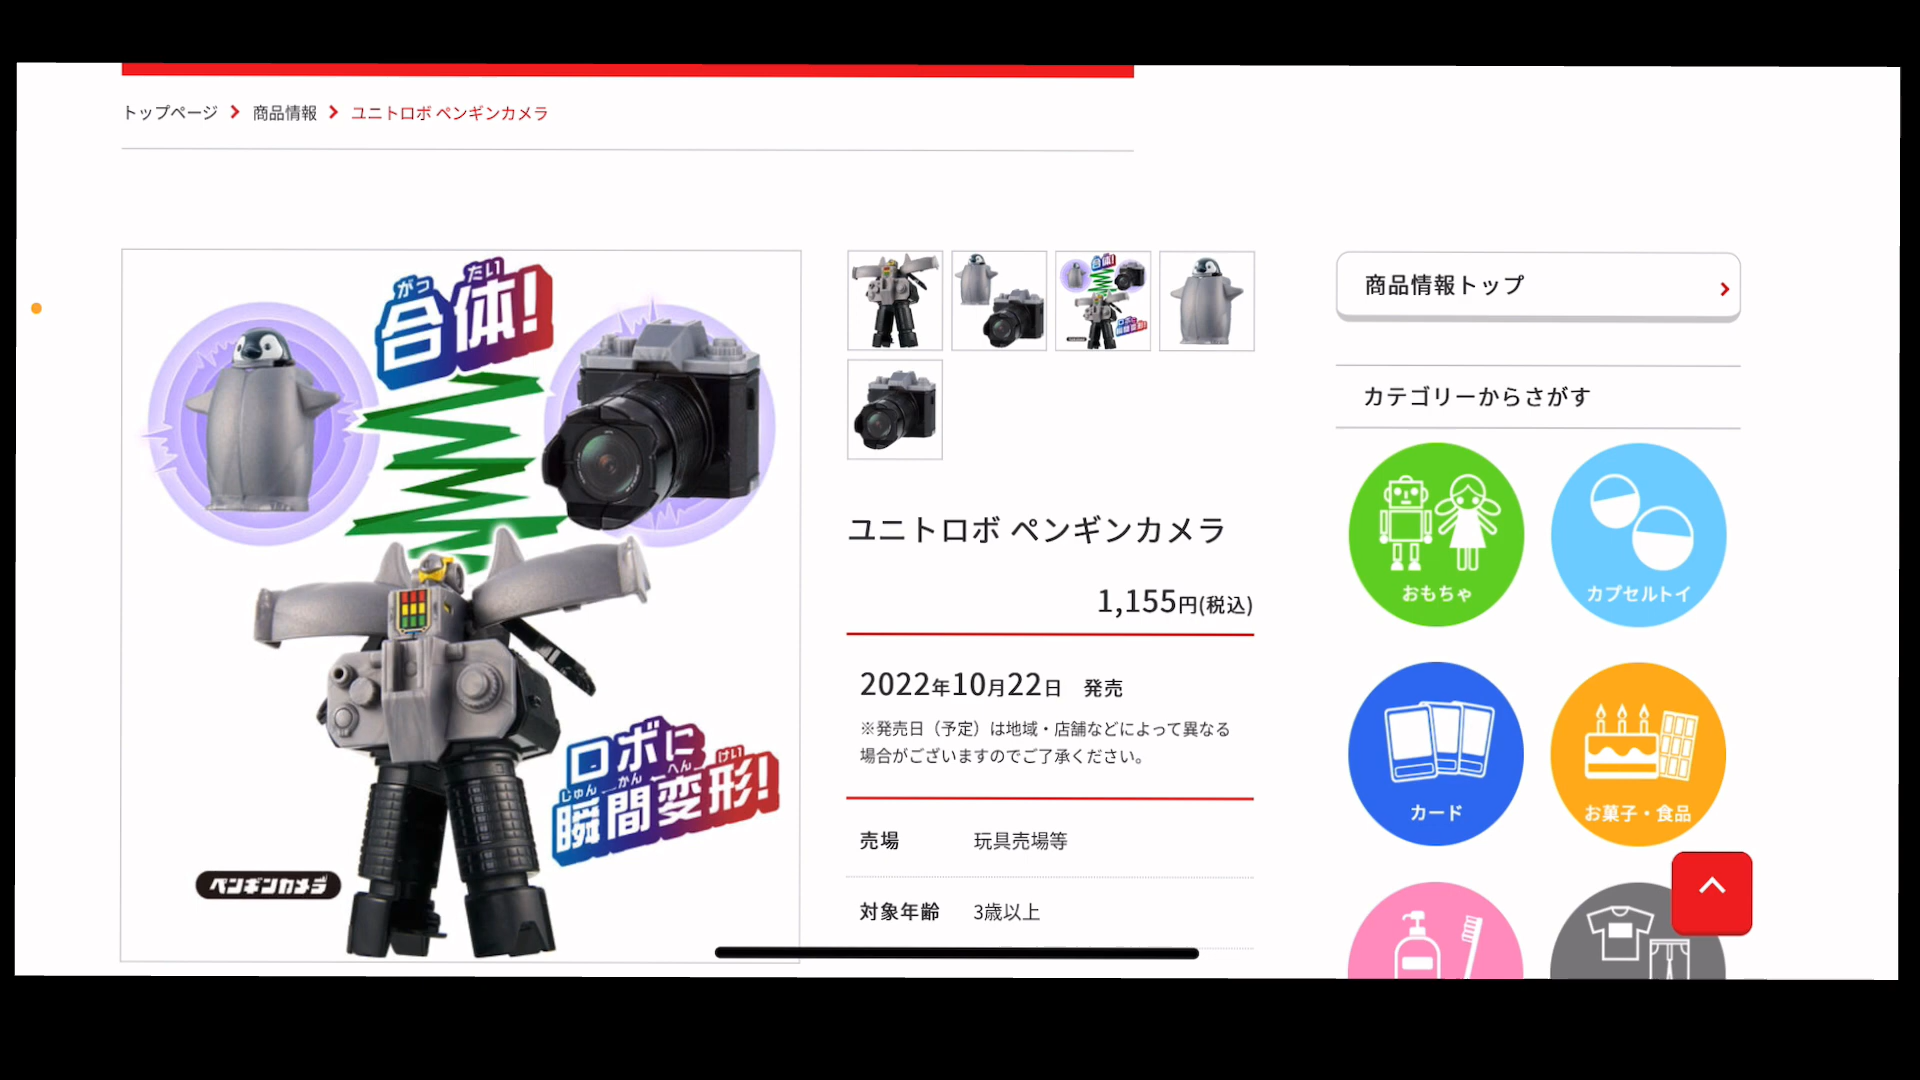 トップページ > 商品情報 > ユニトロボ ペンギンカメラ
がっ たい
合体!
ロボに
じゅん かん へん けい
瞬間変形!
ペンギンカメラ
ユニトロボ ペンギンカメラ
1,155円(税込)
2022年10月22日 発売
※発売日（予定）は地域・店舗などによって異なる
場合がございますのでご了承ください。
売場 玩具売場等
対象年齢 3歳以上
商品情報トップ
カテゴリーからさがす
おもちゃ
カプセルトイ
カード
お菓子・食品